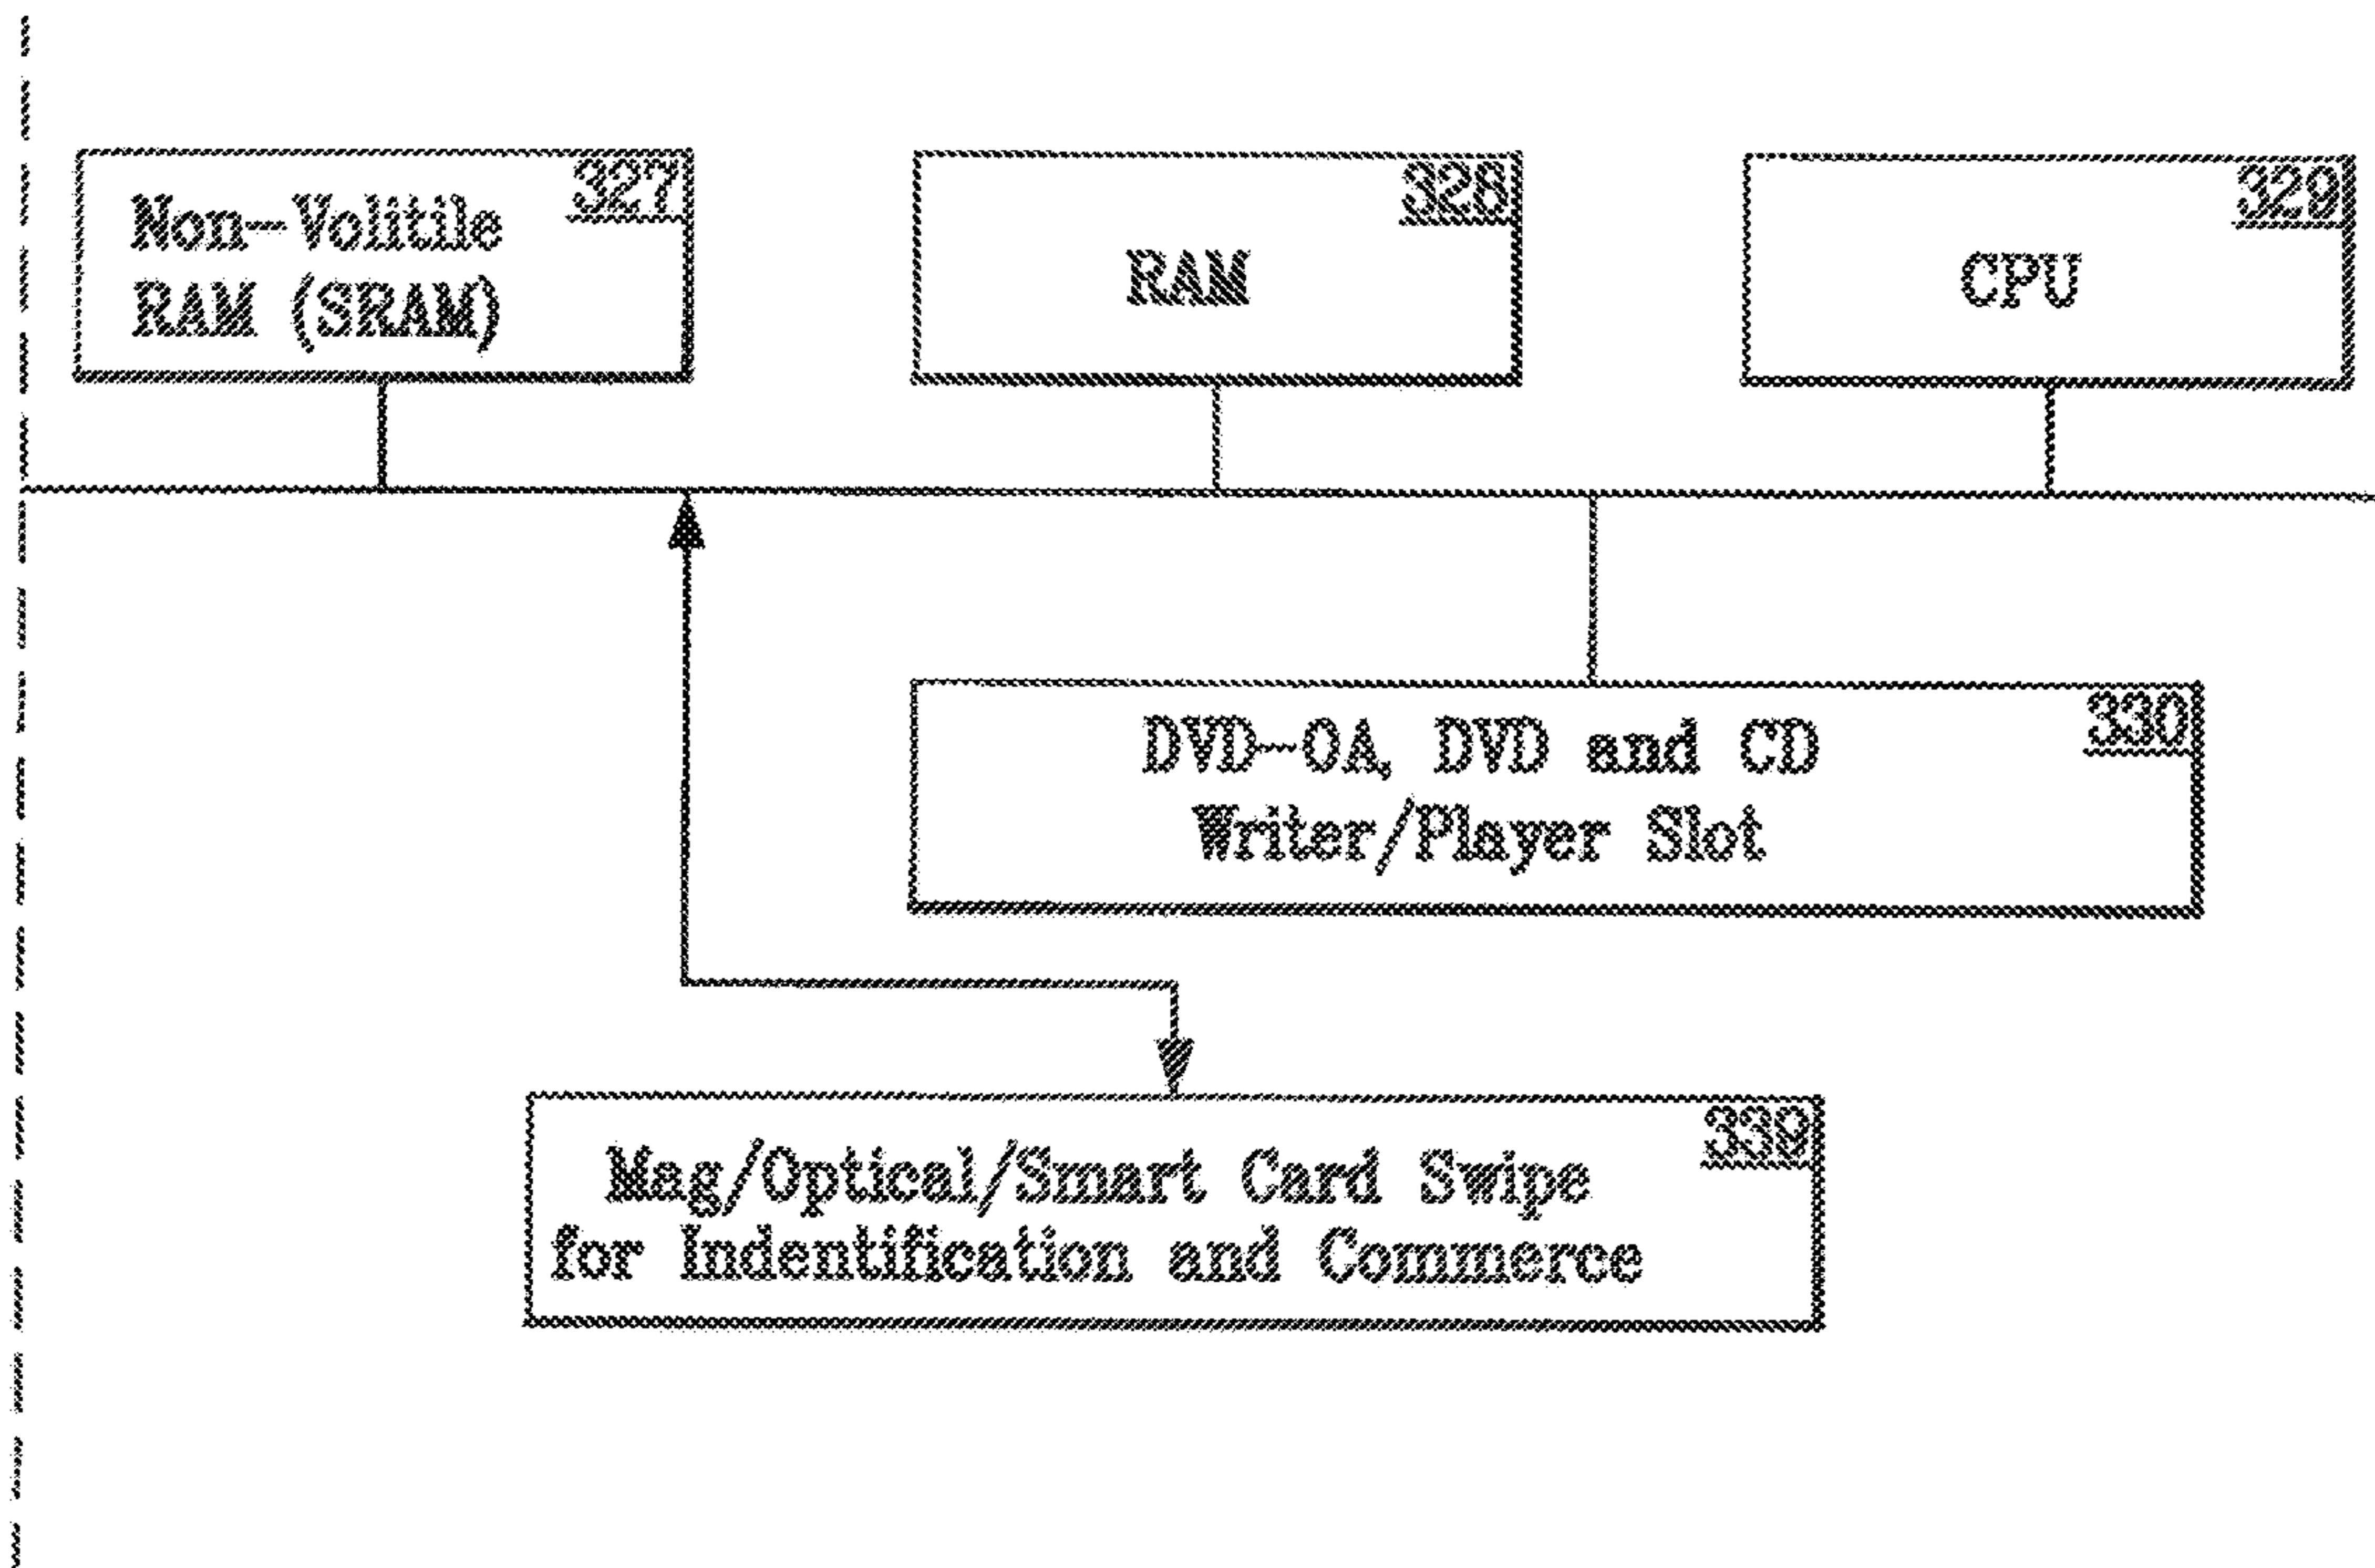 327
Non-Volitile
RAM (SRAM)
328
RAM
329
CPU
330
DVD-OA, DVD and CD
Writer/Player Slot
339
Mag/Optical/Smart Card Swipe
for Indentification and Commerce